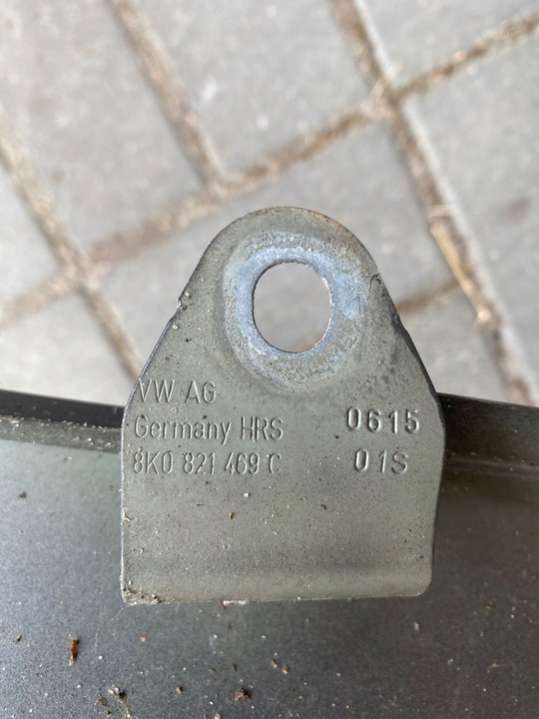 VW AG
Germany HRS 0615
8K0 821 469 C 01S